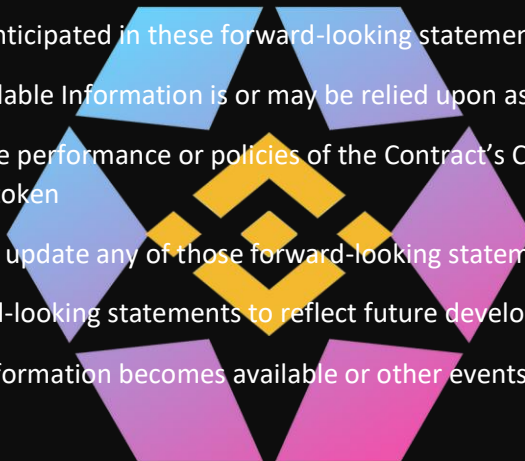 nticipated in these forward-looking statemen
lable Information is or may be relied upon as
e performance or policies of the Contract's C
oken
update any of those forward-looking statem
d-looking statements to reflect future develo
formation becomes available or other events